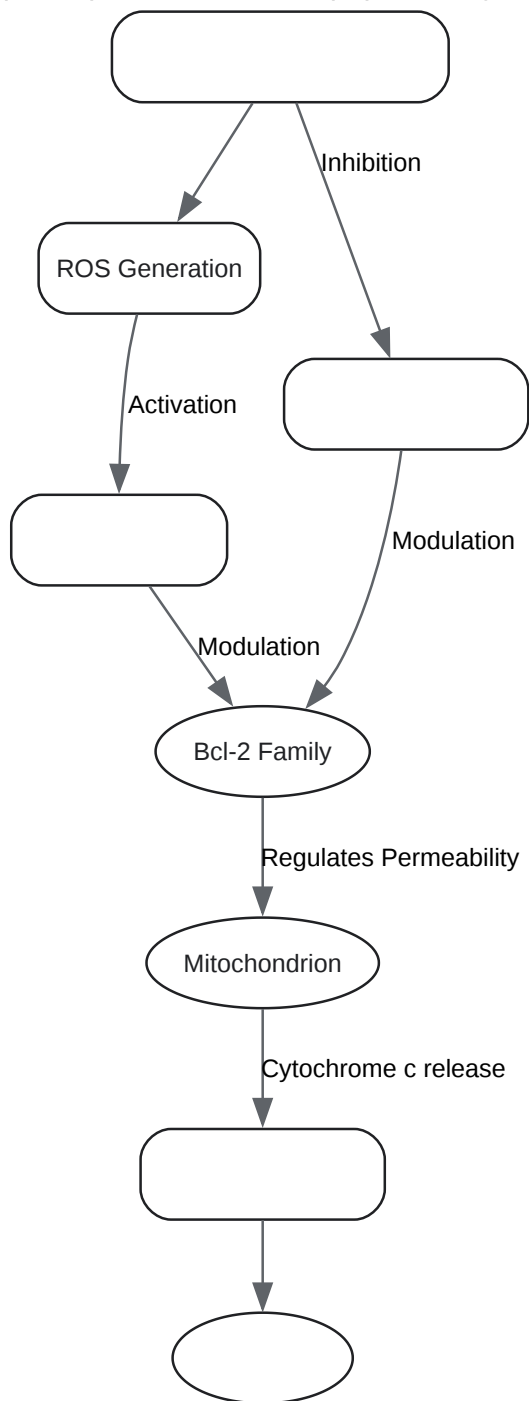 Inhibition
ROS Generation
Activation
Modulation
Modulation
Bcl-2 Family
Regulates Permeability
Mitochondrion
Cytochrome c release